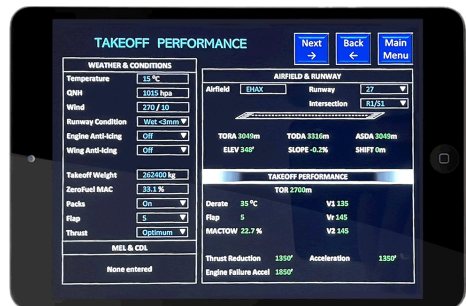 TAKEOFF PERFORMANCE
Next →
Back ←
Main Menu
WEATHER & CONDITIONS
Temperature 15 ºC
QNH 1015 hpa
Wind 270 / 10
Runway Condition Wet <3mm
Engine Anti-Icing Off
Wing Anti-Icing Off
Takeoff Weight 262400 kg
ZeroFuel MAC 33.1 %
Packs On
Flap 5
Thrust Optimum
MEL & CDL
None entered
AIRFIELD & RUNWAY
Airfield EHAX Runway 27
Intersection R1/S1
TORA 3049m TODA 3316m ASDA 3049m
ELEV 348' SLOPE -0.2% SHIFT 0m
TAKEOFF PERFORMANCE
TOR 2700m
Derate 35 ºC V1 135
Flap 5 Vr 145
MACTOW 22.7 % V2 145
Thrust Reduction 1350' Acceleration 1350'
Engine Failure Accel 1850'